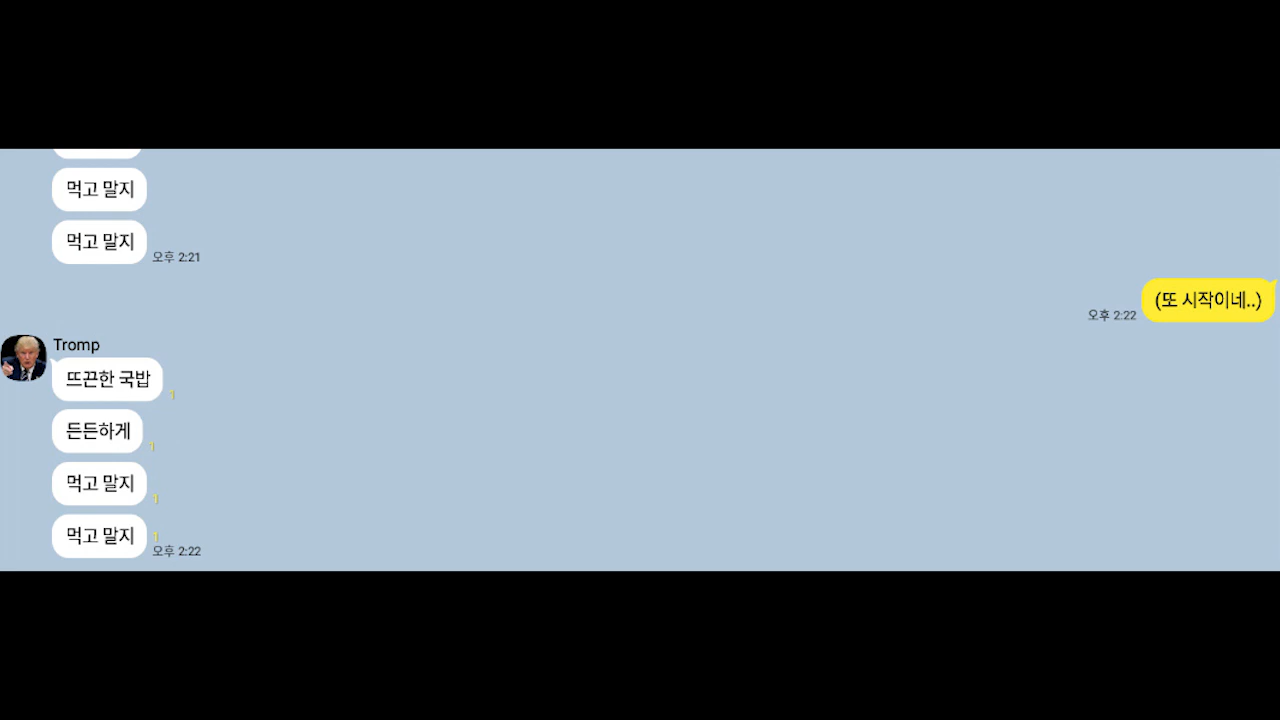 먹고 말지
먹고 말지
오후 2:21
(또 시작이네..)
오후 2:22
Tromp
뜨끈한 국밥
1
든든하게
1
먹고 말지
1
먹고 말지
1
오후 2:22